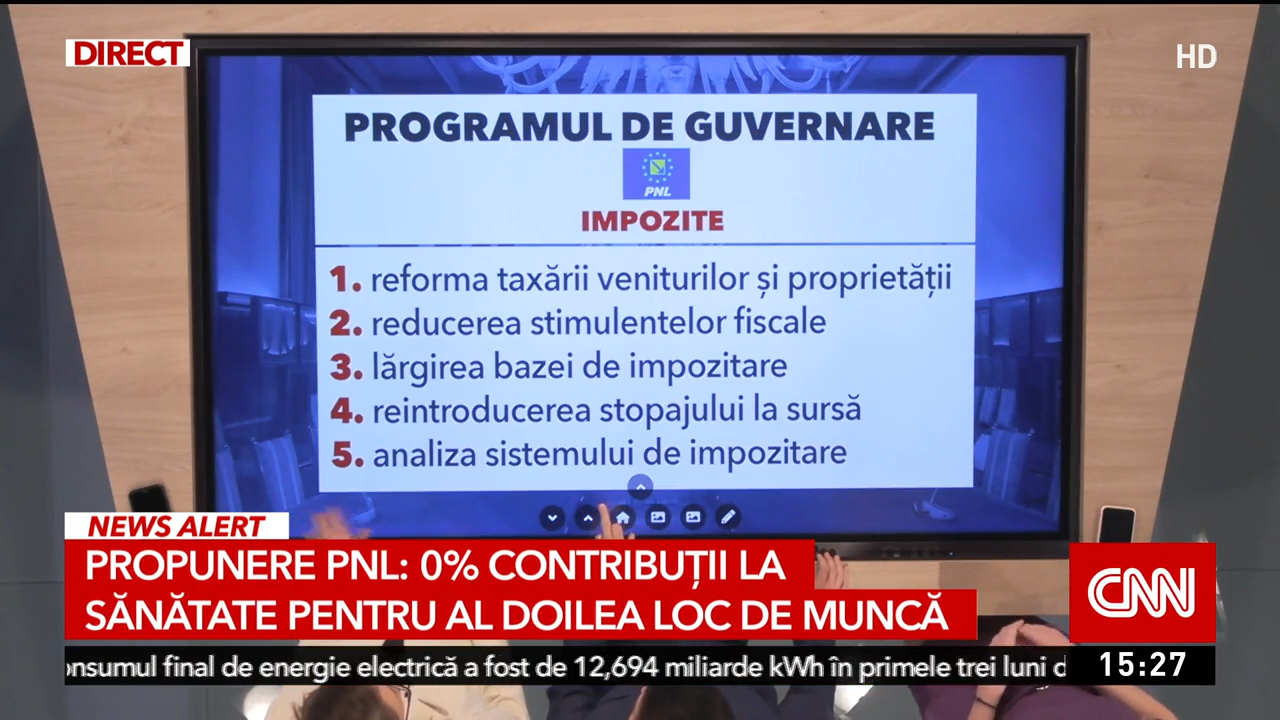 DIRECT
HD
PROGRAMUL DE GUVERNARE
PNL
IMPOZITE
1. reforma taxării veniturilor și proprietății
2. reducerea stimulentelor fiscale
3. lărgirea bazei de impozitare
4. reintroducerea stopajului la sursă
5. analiza sistemului de impozitare
NEWS ALERT
PROPUNERE PNL: 0% CONTRIBUȚII LA
SĂNĂTATE PENTRU AL DOILEA LOC DE MUNCĂ
CNN
onsumul final de energie electrică a fost de 12,694 miliarde kWh în primele trei luni d
15:27